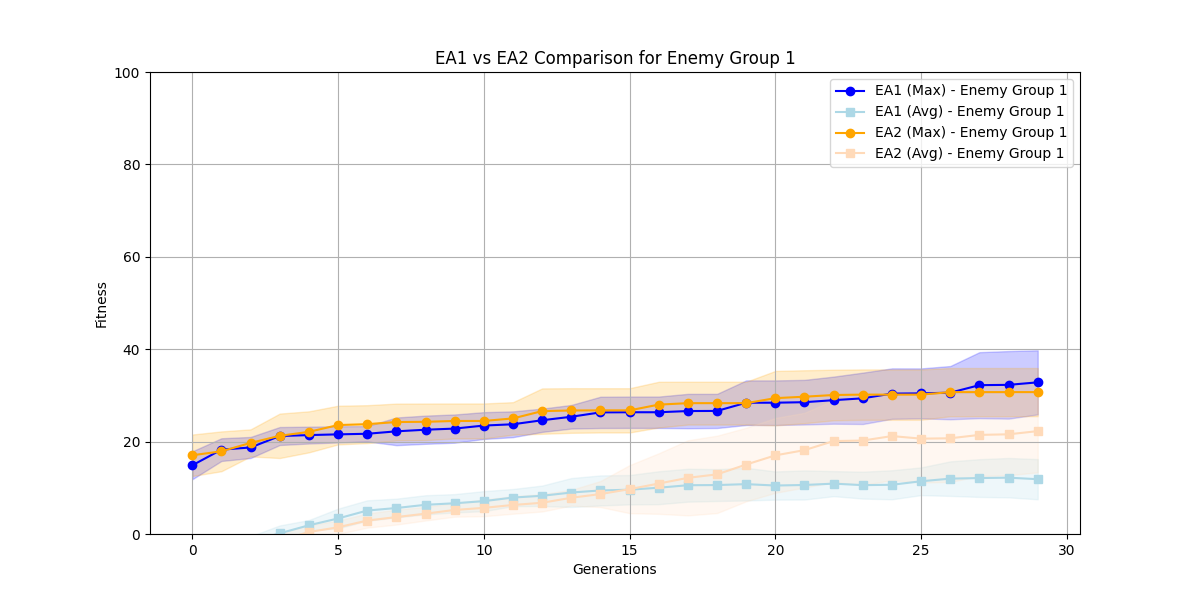 EA1 vs EA2 Comparison for Enemy Group 1
EA1 (Max) - Enemy Group 1
EA1 (Avg) - Enemy Group 1
EA2 (Max) - Enemy Group 1
EA2 (Avg) - Enemy Group 1
100
80
60
40
20
0
Fitness
0 5 10 15 20 25 30
Generations